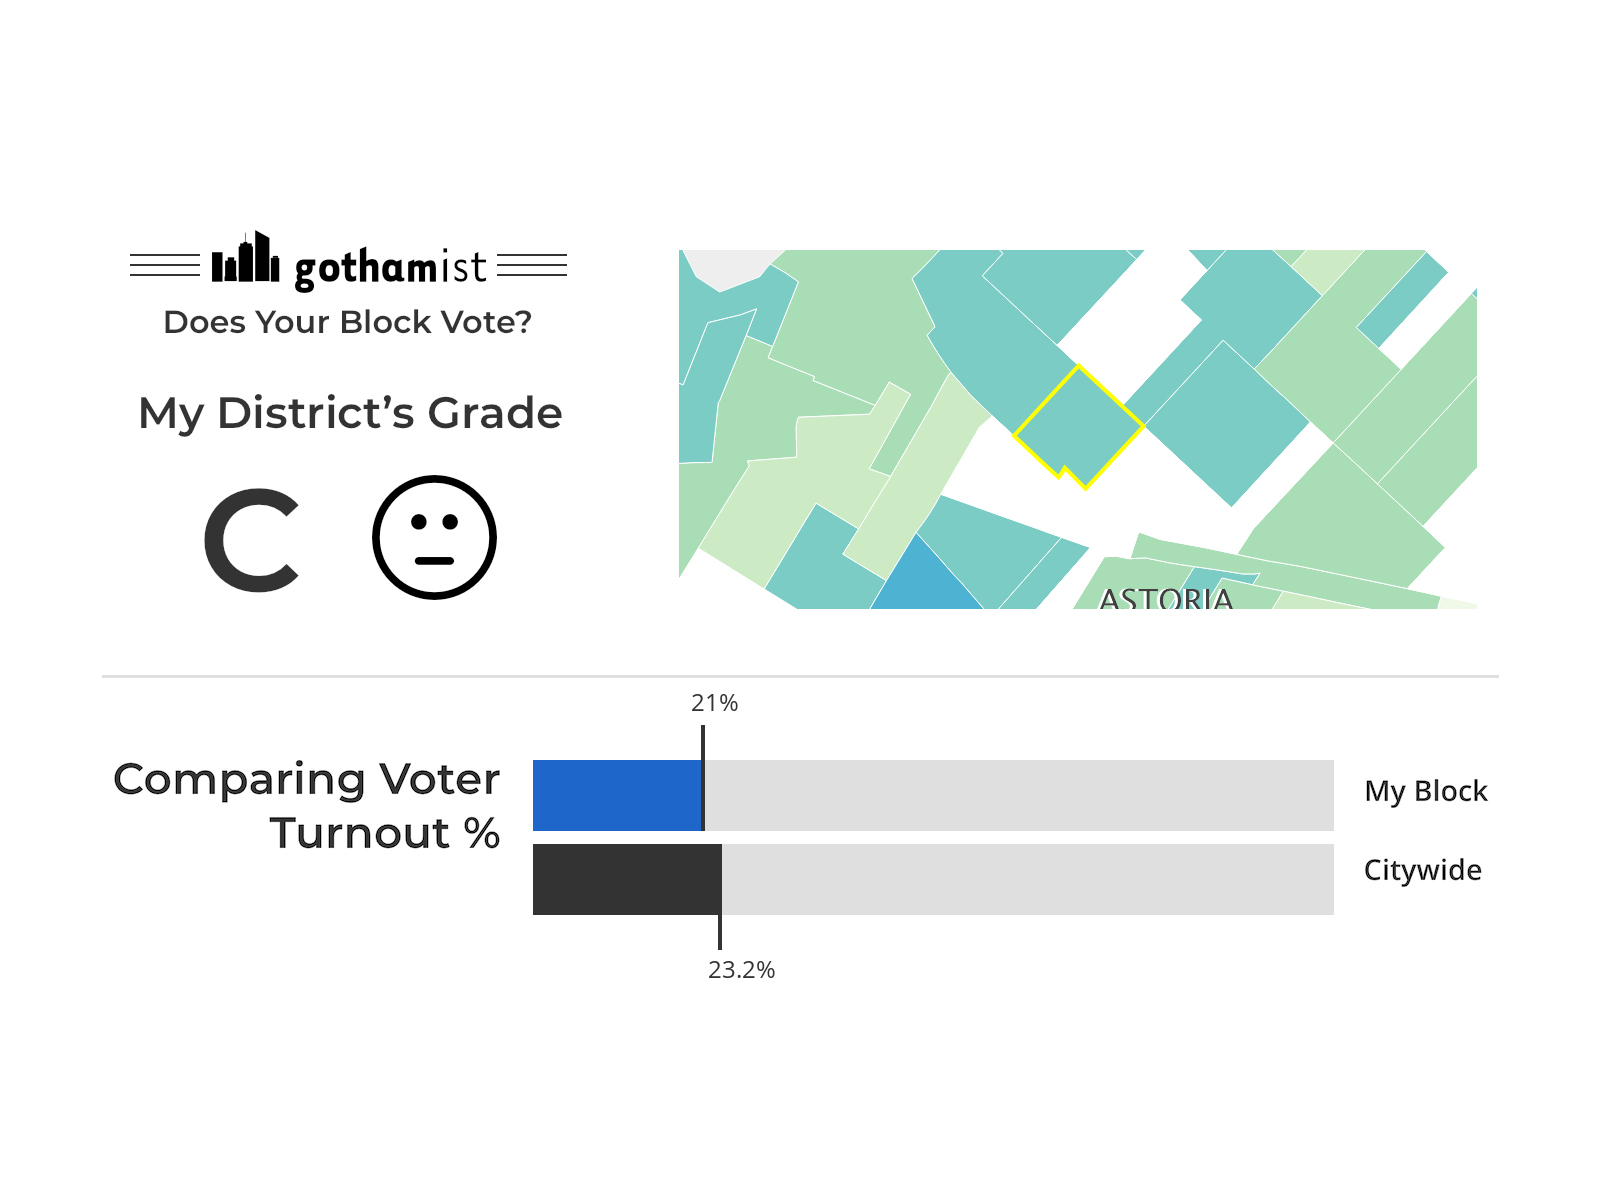 gothamist
Does Your Block Vote?
My District’s Grade
C
ASTORIA
21%
Comparing Voter
Turnout %
My Block
Citywide
23.2%